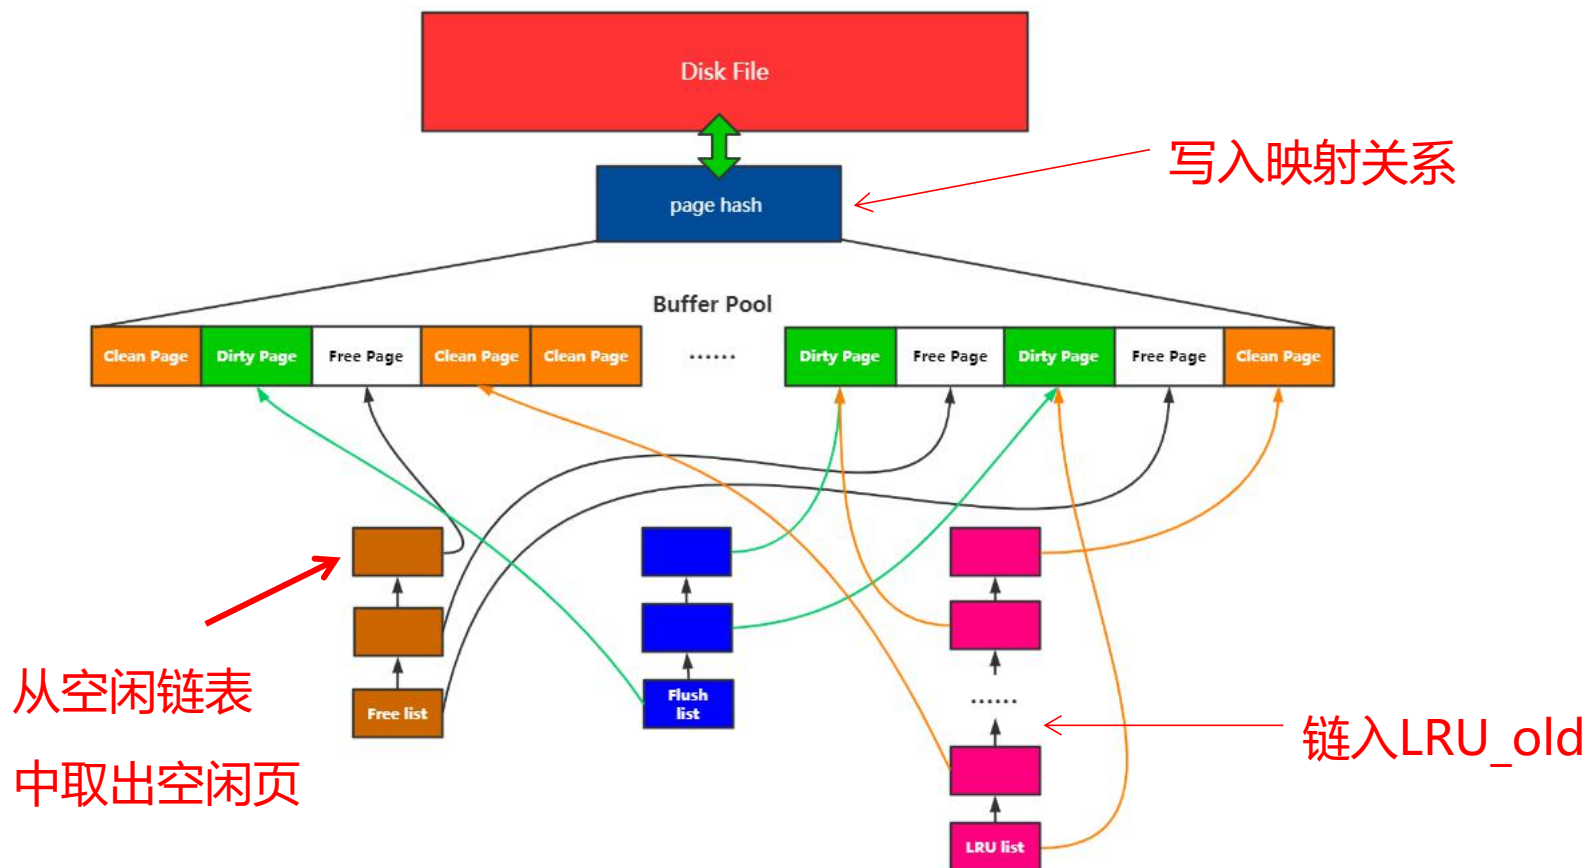 Disk File
写入映射关系
page hash
Buffer Pool
Clean Page
Dirty Page
Free Page
Clean Page
Clean Page
......
Dirty Page
Free Page
Dirty Page
Free Page
Clean Page
从空闲链表
中取出空闲页
Free list
Flush
list
......
链入LRU_old
LRU list